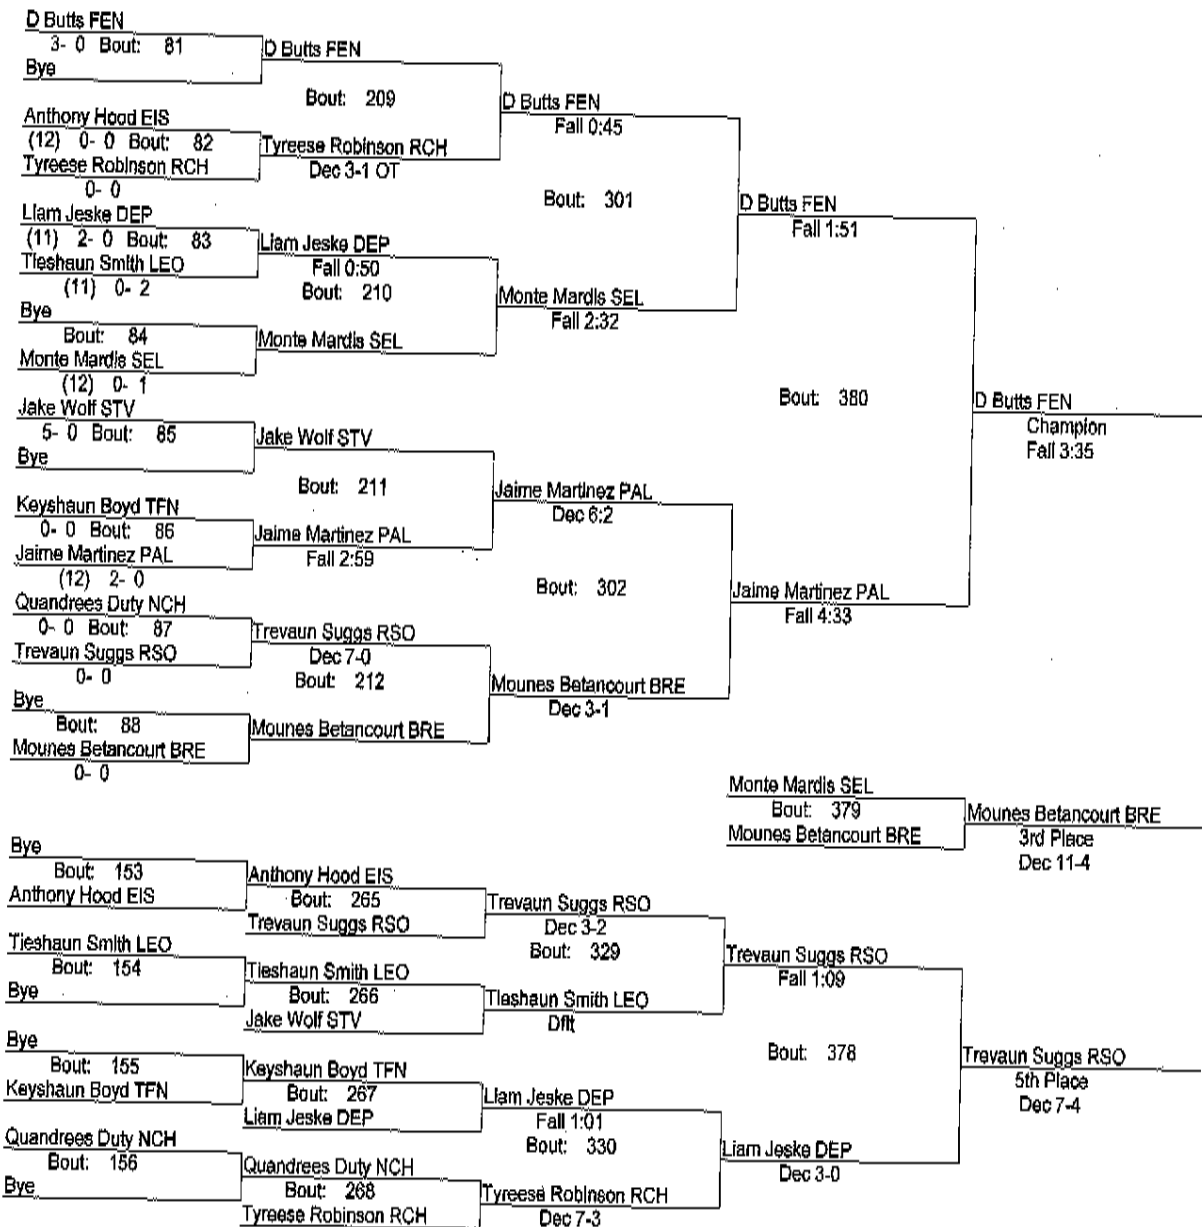 D Butts FEN
3- 0 Bout: 81
Bye
D Butts FEN
Bout: 209
Anthony Hood EIS
(12) 0- 0 Bout: 82
Tyreese Robinson RCH
0- 0
Tyreese Robinson RCH
Dec 3-1 OT
D Butts FEN
Fall 0:45
Bout: 301
Liam Jeske DEP
(11) 2- 0 Bout: 83
Tieshaun Smith LEO
(11) 0- 2
Liam Jeske DEP
Fall 0:50
Bout: 210
Bye
Bout: 84
Monte Mardis SEL
(12) 0- 1
Monte Mardis SEL
Monte Mardis SEL
Fall 2:32
D Butts FEN
Fall 1:51
Bout: 380
Jake Wolf STV
5- 0 Bout: 85
Bye
Jake Wolf STV
Bout: 211
Keyshaun Boyd TFN
0- 0 Bout: 86
Jaime Martinez PAL
(12) 2- 0
Jaime Martinez PAL
Fall 2:59
Jaime Martinez PAL
Dec 6:2
Bout: 302
Quandrees Duty NCH
0- 0 Bout: 87
Trevaun Suggs RSO
0- 0
Trevaun Suggs RSO
Dec 7-0
Bout: 212
Bye
Bout: 88
Mounes Betancourt BRE
0- 0
Mounes Betancourt BRE
Mounes Betancourt BRE
Dec 3-1
Jaime Martinez PAL
Fall 4:33
D Butts FEN
Champion
Fall 3:35
Monte Mardis SEL
Bout: 379
Mounes Betancourt BRE
Mounes Betancourt BRE
3rd Place
Dec 11-4
Bye
Bout: 153
Anthony Hood EIS
Anthony Hood EIS
Bout: 265
Trevaun Suggs RSO
Trevaun Suggs RSO
Dec 3-2
Bout: 329
Tieshaun Smith LEO
Bout: 154
Bye
Tieshaun Smith LEO
Bout: 266
Jake Wolf STV
Tieshaun Smith LEO
Dflt
Trevaun Suggs RSO
Fall 1:09
Bout: 378
Bye
Bout: 155
Keyshaun Boyd TFN
Keyshaun Boyd TFN
Bout: 267
Liam Jeske DEP
Liam Jeske DEP
Fall 1:01
Bout: 330
Quandrees Duty NCH
Bout: 156
Bye
Quandrees Duty NCH
Bout: 268
Tyreese Robinson RCH
Tyreese Robinson RCH
Dec 7-3
Liam Jeske DEP
Dec 3-0
Trevaun Suggs RSO
5th Place
Dec 7-4